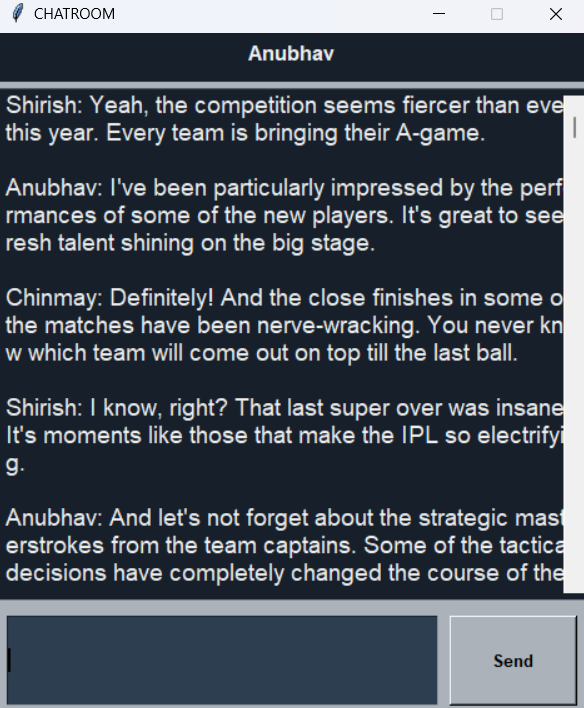 CHATROOM
Anubhav
Shirish: Yeah, the competition seems fiercer than eve
this year. Every team is bringing their A-game.
Anubhav: I've been particularly impressed by the perf
rmances of some of the new players. It's great to see
resh talent shining on the big stage.
Chinmay: Definitely! And the close finishes in some o
the matches have been nerve-wracking. You never kn
w which team will come out on top till the last ball.
Shirish: I know, right? That last super over was insane
It's moments like those that make the IPL so electrifyi
g.
Anubhav: And let's not forget about the strategic mast
erstrokes from the team captains. Some of the tactica
decisions have completely changed the course of the
Send